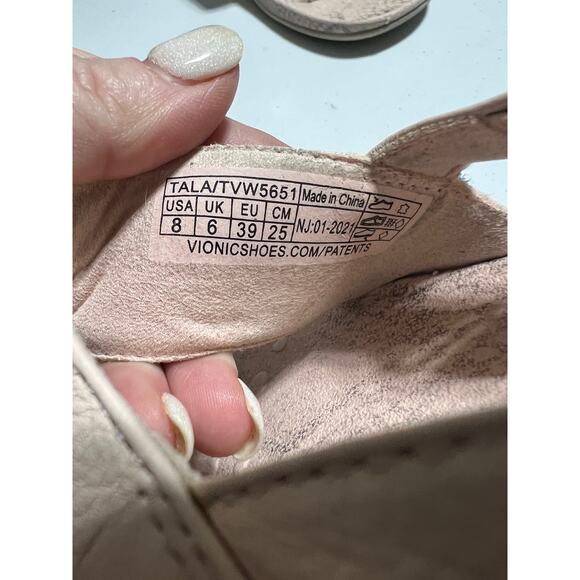 TALA/TVW5651 Made in China
USA UK EU CM
8 6 39 25 NJ:01-2021
VIONICSHOES.COM/PATENTS